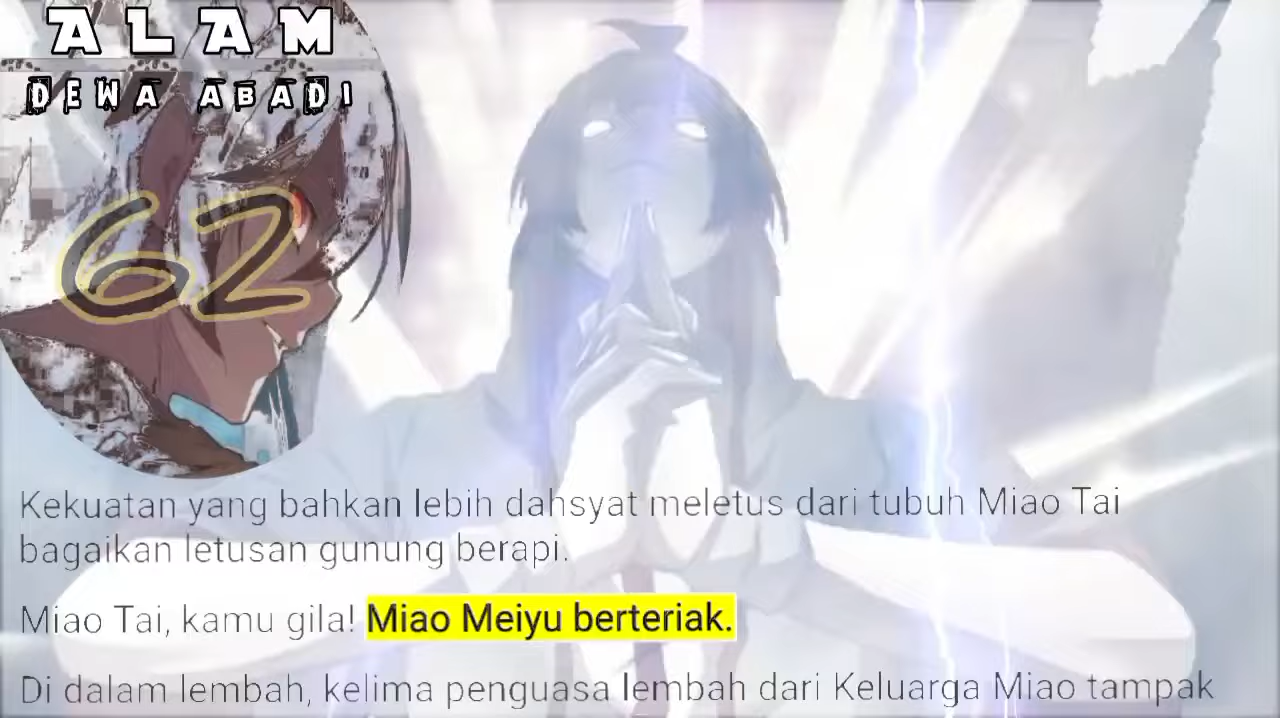 ALAM
DEWA ABADI
62
Kekuatan yang bahkan lebih dahsyat meletus dari tubuh Miao Tai
bagaikan letusan gunung berapi.
Miao Tai, kamu gila! Miao Meiyu berteriak.
Di dalam lembah, kelima penguasa lembah dari Keluarga Miao tampak